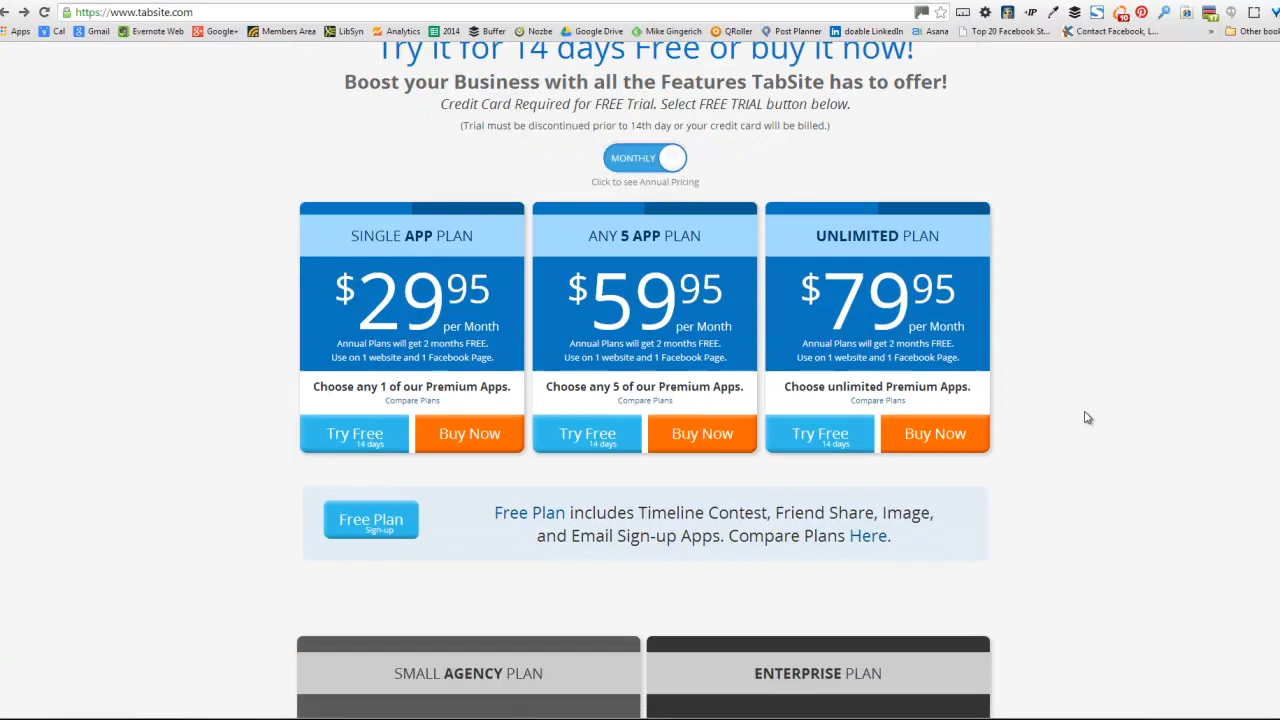 https://www.tabsite.com
Apps Cal Gmail Evernote Web Google+ Members Area LibSyn Analytics 2014 Buffer Nozbe Google Drive Mike Gingerich QRoller Post Planner doable LinkedIn Asana Top 20 Facebook St... Contact Facebook, L... » Other book
Try it for 14 days Free or buy it now!
Boost your Business with all the Features TabSite has to offer!
Credit Card Required for FREE Trial. Select FREE TRIAL button below.
(Trial must be discontinued prior to 14th day or your credit card will be billed.)
MONTHLY
Click to see Annual Pricing
SINGLE APP PLAN
$29 95
per Month
Annual Plans will get 2 months FREE.
Use on 1 website and 1 Facebook Page.
Choose any 1 of our Premium Apps.
Compare Plans
Try Free
14 days
Buy Now
ANY 5 APP PLAN
$59 95
per Month
Annual Plans will get 2 months FREE.
Use on 1 website and 1 Facebook Page.
Choose any 5 of our Premium Apps.
Compare Plans
Try Free
14 days
Buy Now
UNLIMITED PLAN
$79 95
per Month
Annual Plans will get 2 months FREE.
Use on 1 website and 1 Facebook Page.
Choose unlimited Premium Apps.
Compare Plans
Try Free
14 days
Buy Now
Free Plan
Sign-up
Free Plan includes Timeline Contest, Friend Share, Image,
and Email Sign-up Apps. Compare Plans Here.
SMALL AGENCY PLAN
ENTERPRISE PLAN